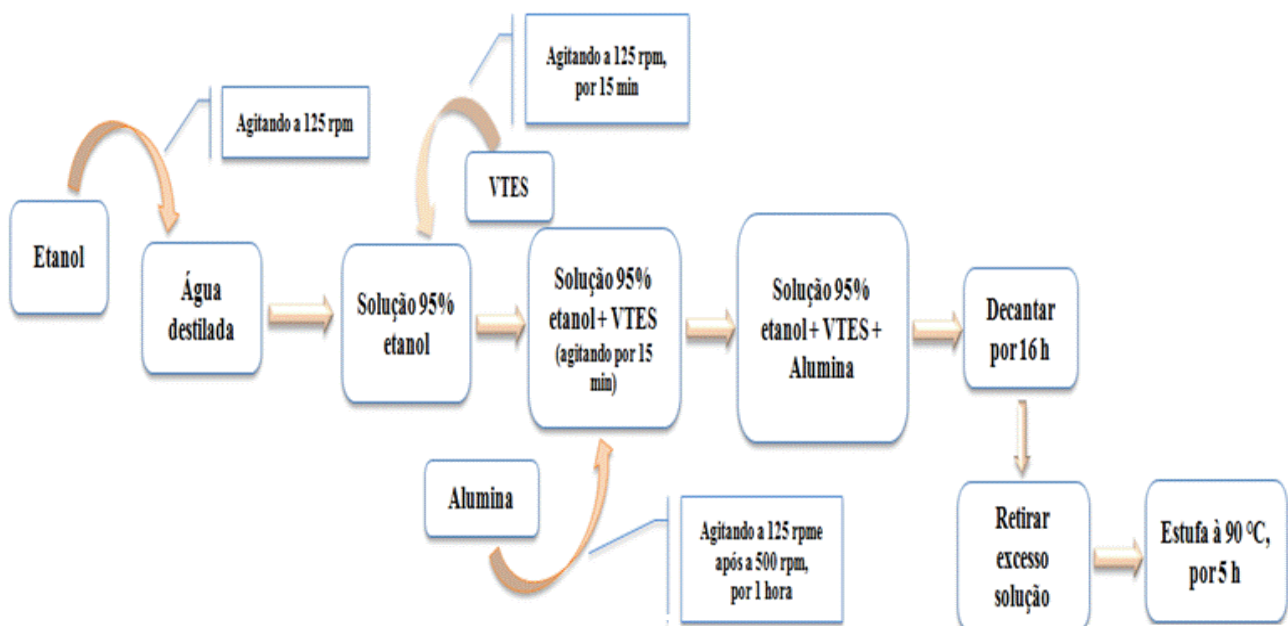 Etanol
Agitando a 125 rpm
Água
destilada
Solução 95%
etanol
Agitando a 125 rpm,
por 15 min
VTES
Solução 95%
etanol + VTES
(agitando por 15
min)
Alumina
Agitando a 125 rpme
após a 500 rpm,
por 1 hora
Solução 95%
etanol + VTES +
Alumina
Decantar
por 16 h
Retirar
excesso
solução
Estufa à 90 °C,
por 5 h